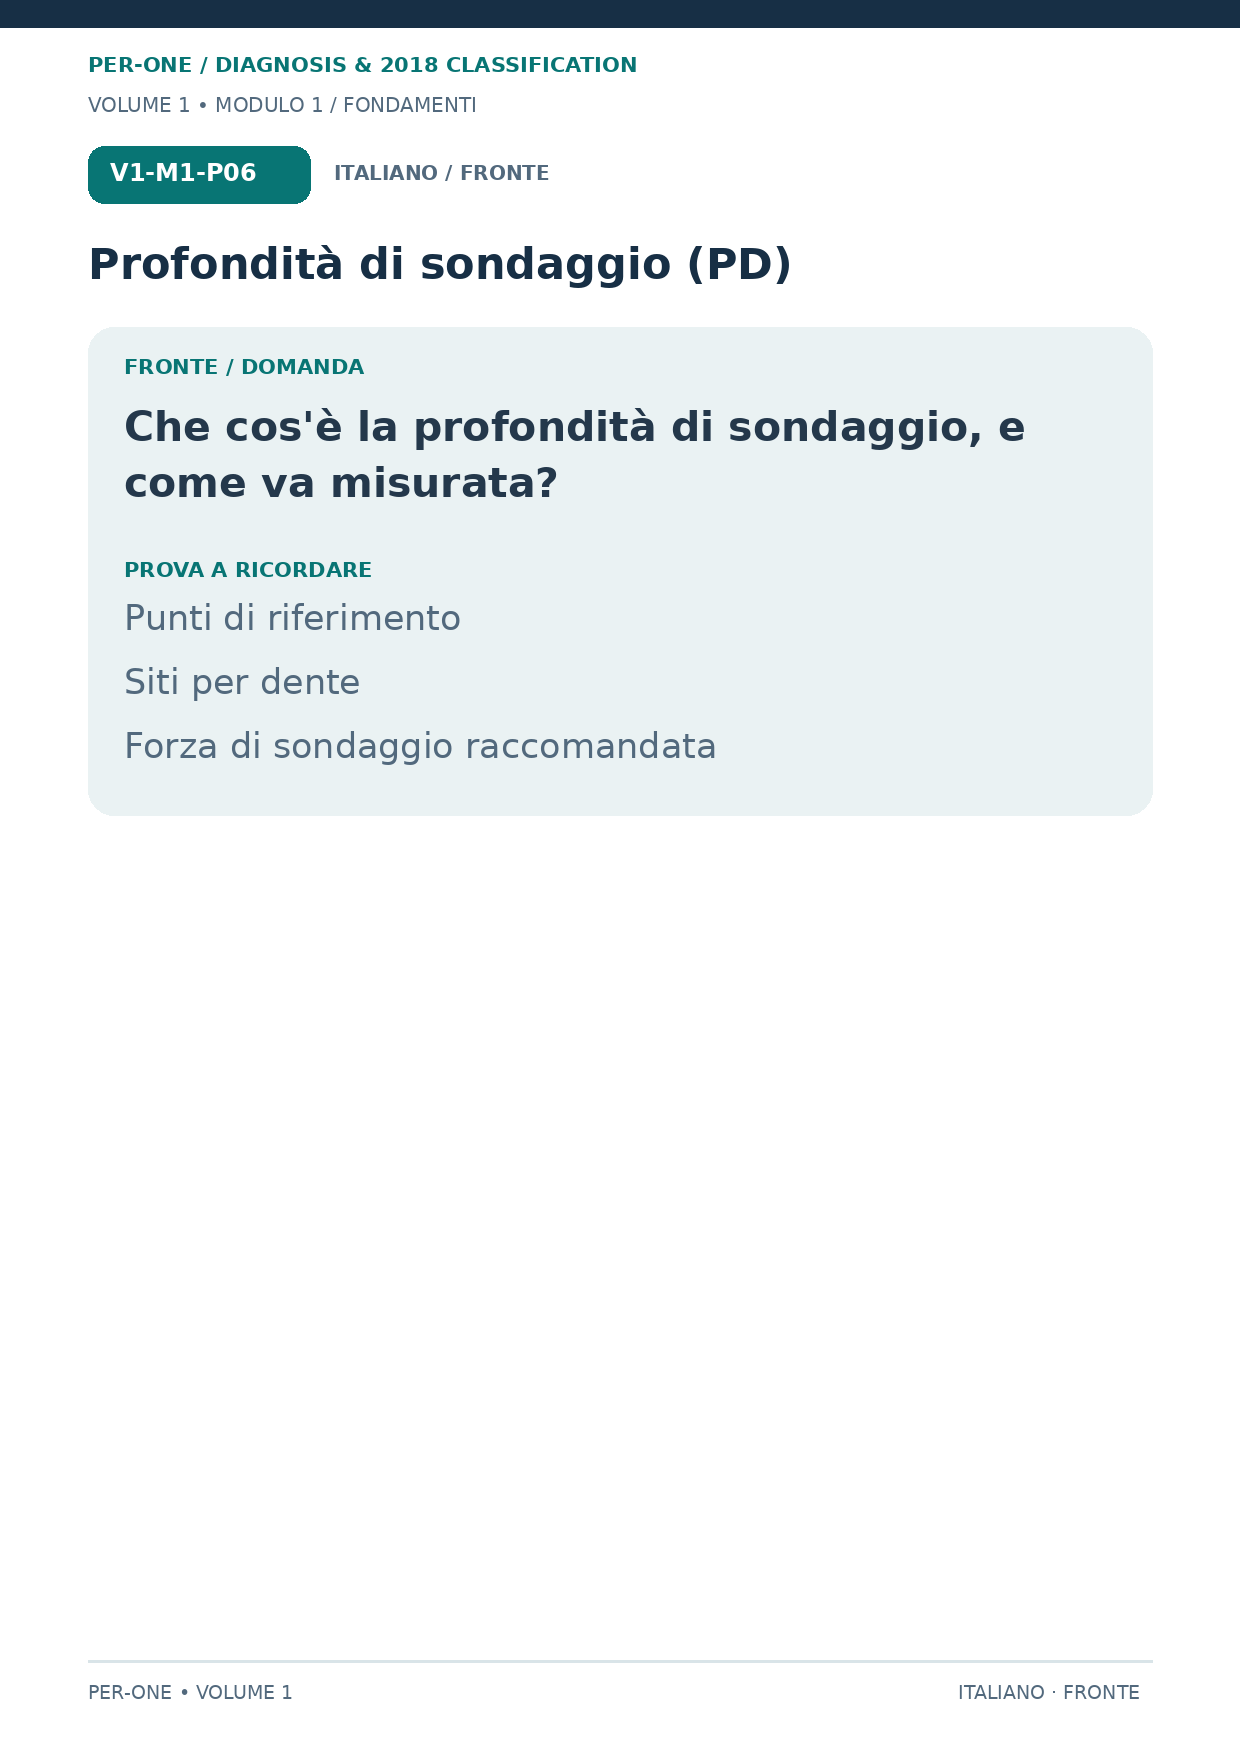 PER-ONE / DIAGNOSIS & 2018 CLASSIFICATION
VOLUME 1 • MODULO 1 / FONDAMENTI
V1-M1-P06
ITALIANO / FRONTE
Profondità di sondaggio (PD)
FRONTE / DOMANDA
Che cos'è la profondità di sondaggio, e
come va misurata?
PROVA A RICORDARE
Punti di riferimento
Siti per dente
Forza di sondaggio raccomandata
PER-ONE • VOLUME 1
ITALIANO · FRONTE